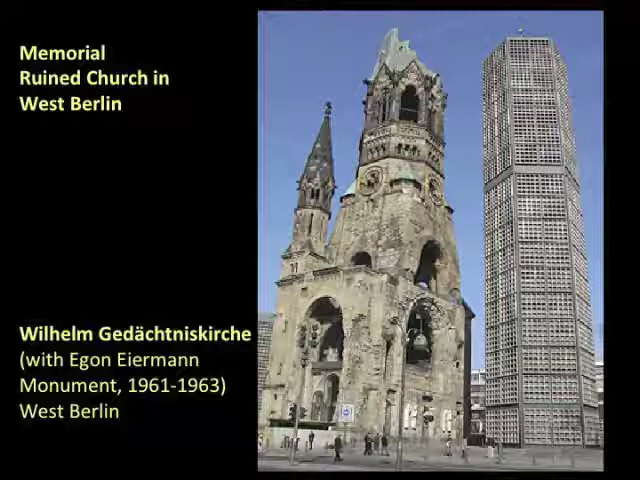 Memorial
Ruined Church in
West Berlin
Wilhelm Gedächtniskirche
(with Egon Eiermann
Monument, 1961-1963)
West Berlin